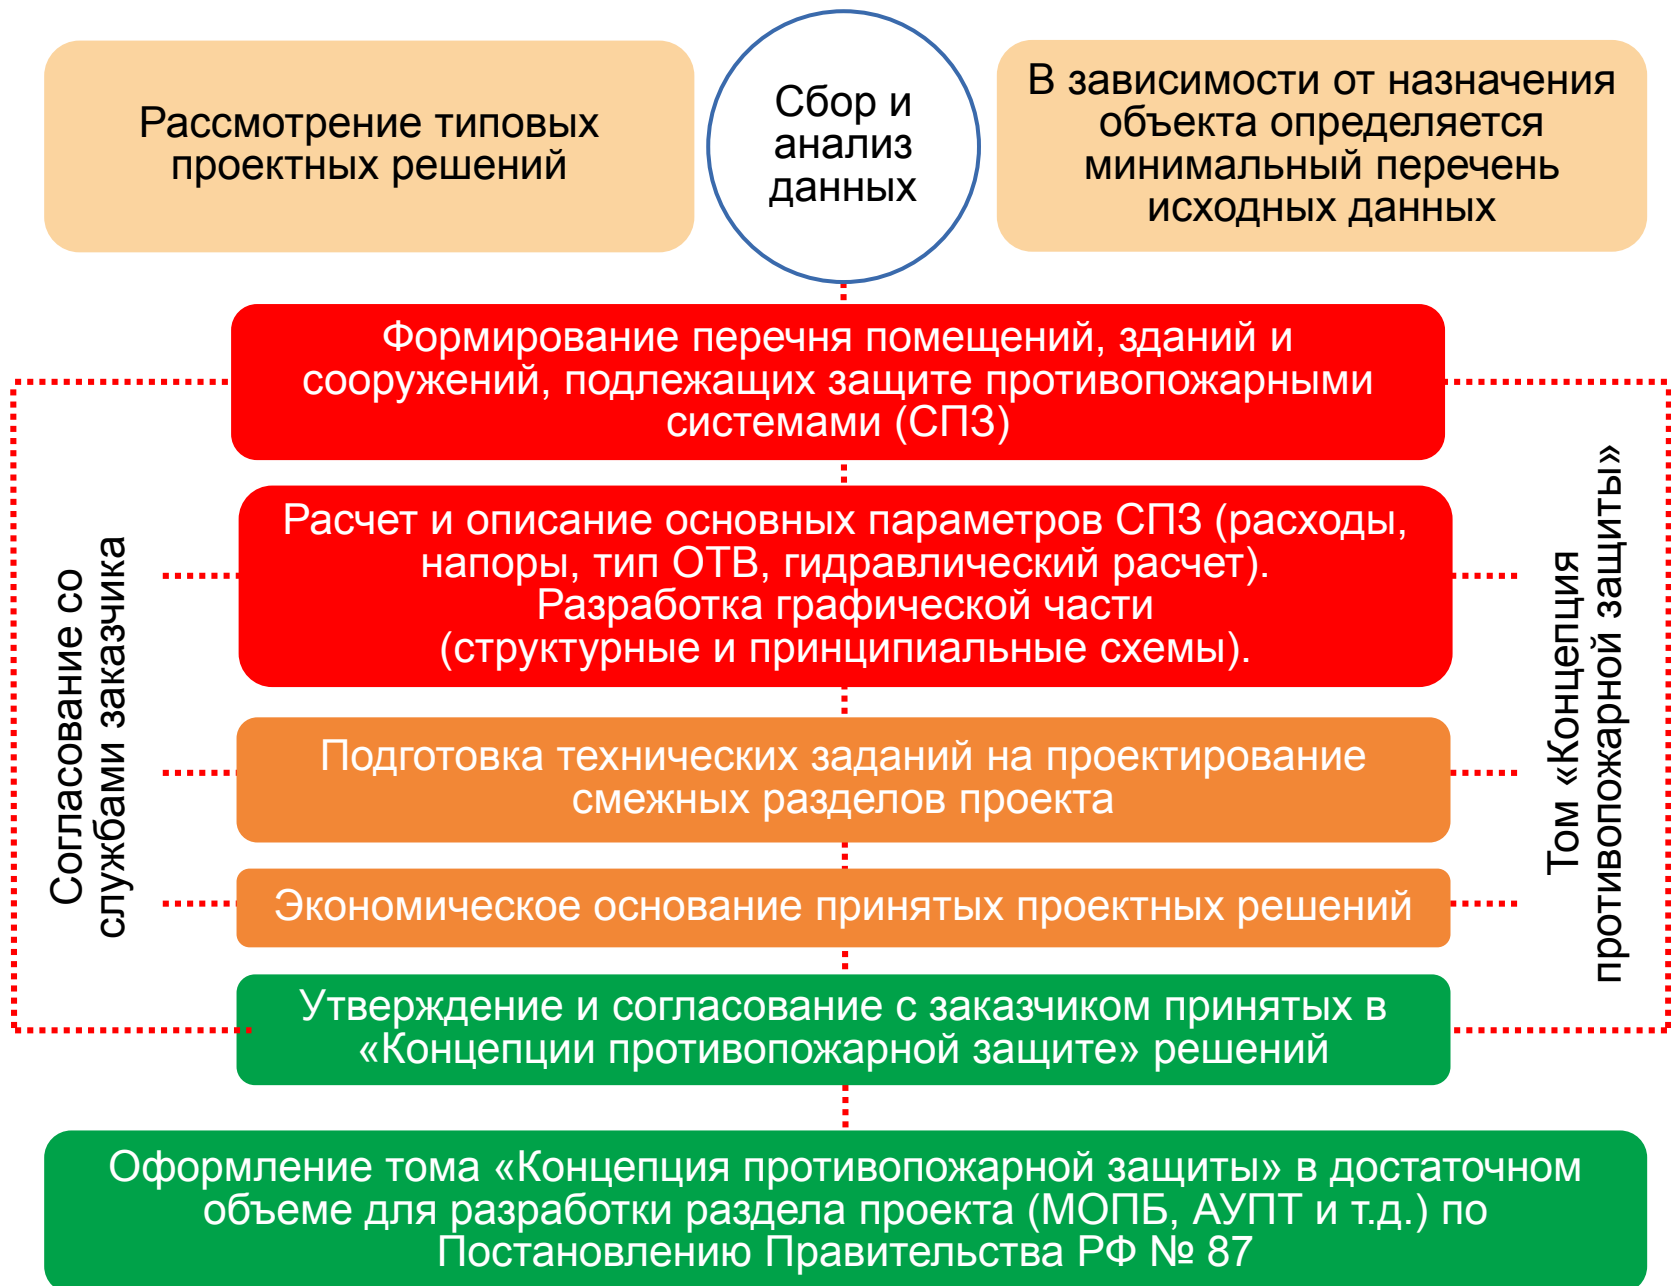 Рассмотрение типовых
проектных решений
Сбор и
анализ
данных
В зависимости от назначения
объекта определяется
минимальный перечень
исходных данных
Формирование перечня помещений, зданий и
сооружений, подлежащих защите противопожарными
системами (СПЗ)
Расчет и описание основных параметров СПЗ (расходы,
напоры, тип ОТВ, гидравлический расчет).
Разработка графической части
(структурные и принципиальные схемы).
Подготовка технических заданий на проектирование
смежных разделов проекта
Экономическое основание принятых проектных решений
Утверждение и согласование с заказчиком принятых в
«Концепции противопожарной защите» решений
Согласование со
службами заказчика
Том «Концепция
противопожарной защиты»
Оформление тома «Концепция противопожарной защиты» в достаточном
объеме для разработки раздела проекта (МОПБ, АУПТ и т.д.) по
Постановлению Правительства РФ № 87